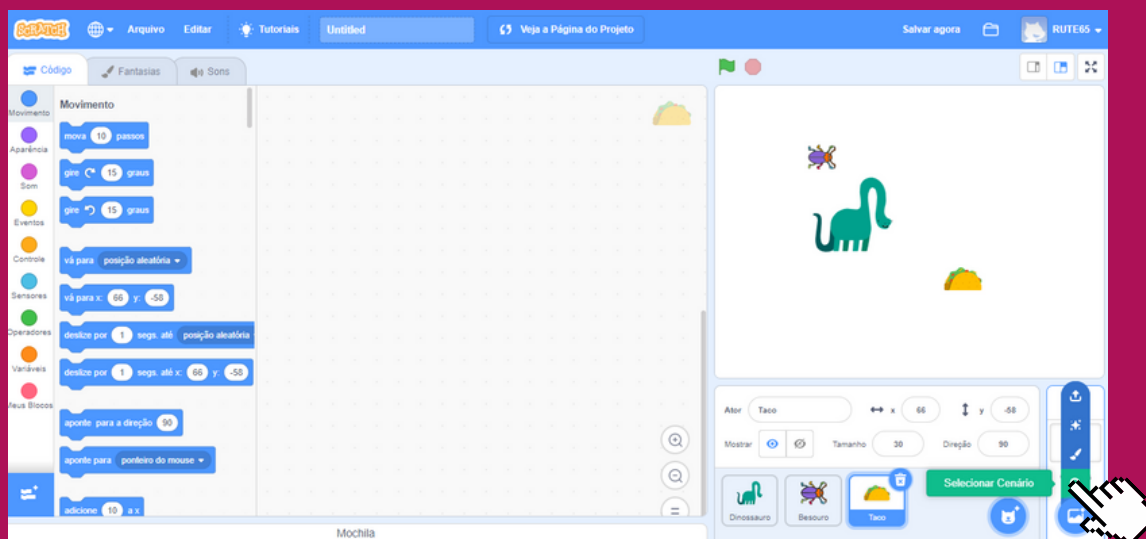 SCRATCH Arquivo Editar Tutoriais Untitled Veja a Página do Projeto Salvar agora RUTE65
Código Fantasias Sons
Movimento
Aparência
Som
Eventos
Controle
Sensores
Operadores
Variáveis
Meus Blocos
Movimento
mova 10 passos
gire 15 graus
gire 15 graus
vá para posição aleatória
vá para x: 66 y: -58
deslize por 1 segs. até posição aleatória
deslize por 1 segs. até x: 66 y: -58
aponte para a direção 90
aponte para ponteiro do mouse
adicione 10 a x
Ator Taco x 66 y -58
Mostrar Tamanho 30 Direção 90
Selecionar Cenário
Dinossauro Besouro Taco
Mochila